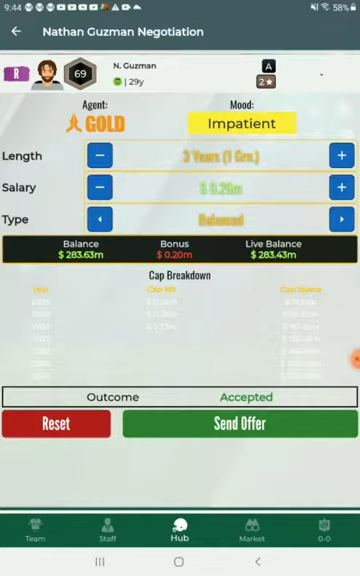 9:44
58%
Nathan Guzman Negotiation
R
69
N. Guzman
29y
A
2★
-
Agent:
GOLD
Mood:
Impatient
Length
3 Years (1 Grn.)
Salary
$ 0.26m
Type
Balanced
Balance
$ 283.63m
Bonus
$ 0.20m
Live Balance
$ 283.43m
Cap Breakdown
Year
Cap Hit
Cap Space
Outcome
Accepted
Reset
Send Offer
Team
Staff
Hub
Market
0-0